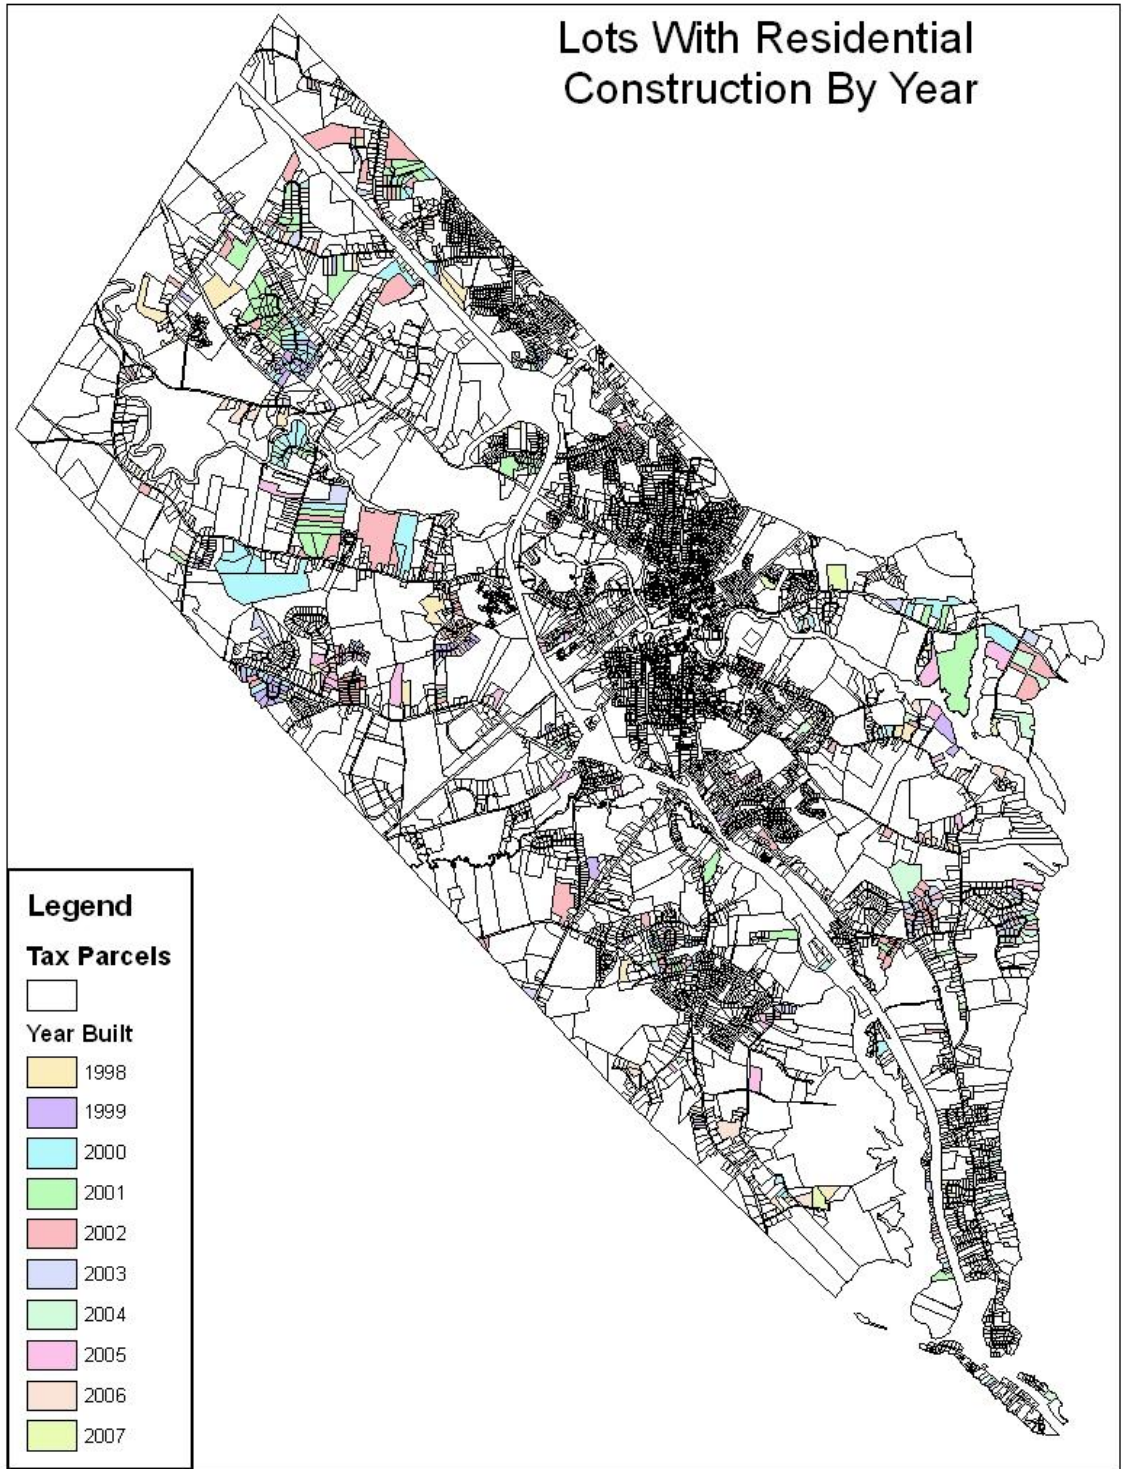 Lots With Residential
Construction By Year
Legend
Tax Parcels
Year Built
1998
1999
2000
2001
2002
2003
2004
2005
2006
2007